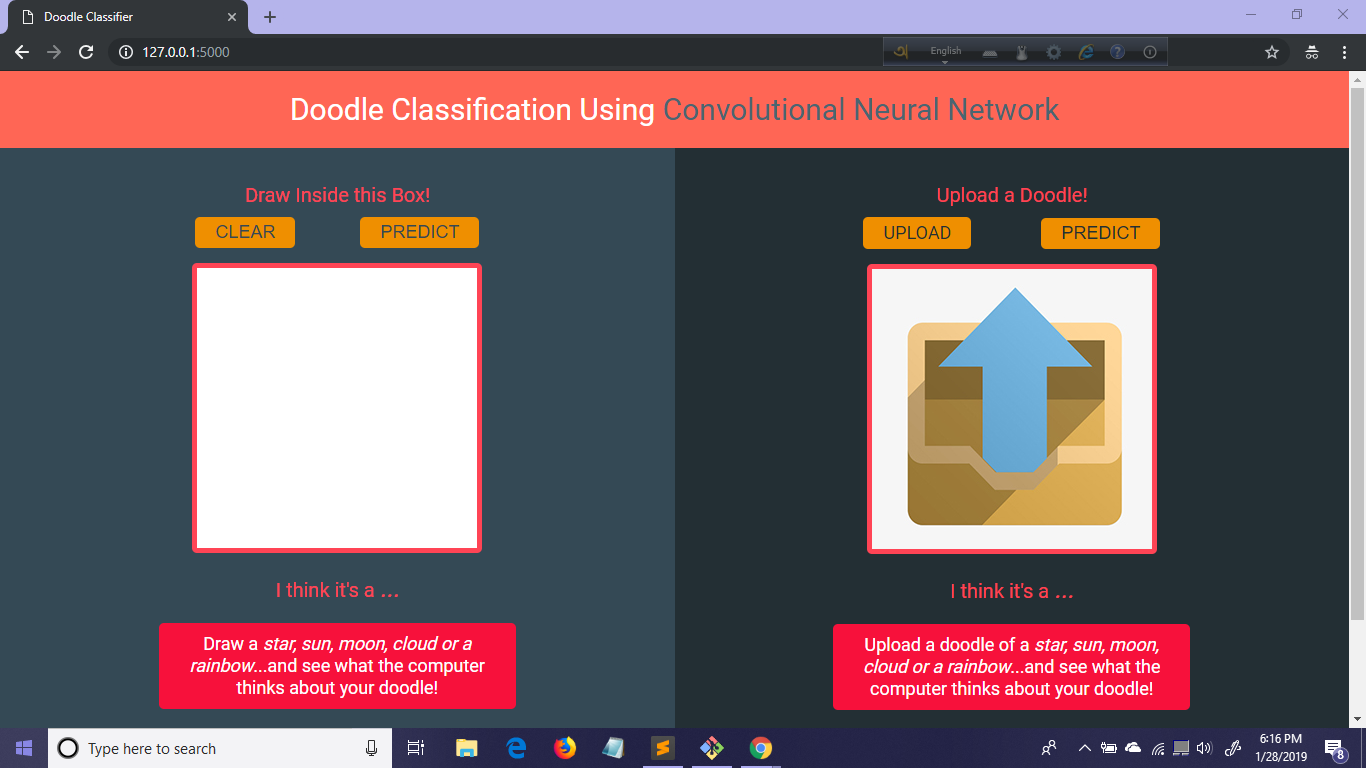 Doodle Classifier
127.0.0.1:5000
English
Doodle Classification Using Convolutional Neural Network
Draw Inside this Box!
CLEAR
PREDICT
I think it's a ...
Draw a star, sun, moon, cloud or a
rainbow...and see what the computer
thinks about your doodle!
Upload a Doodle!
UPLOAD
PREDICT
I think it's a ...
Upload a doodle of a star, sun, moon,
cloud or a rainbow...and see what the
computer thinks about your doodle!
Type here to search
6:16 PM
1/28/2019
8